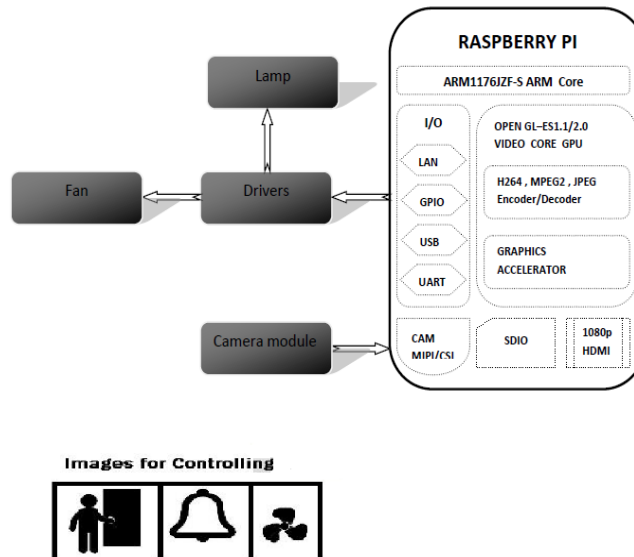 RASPBERRY PI
ARM1176JZF-S ARM Core
Lamp
I/O
OPEN GL–ES1.1/2.0
VIDEO CORE GPU
LAN
H264 , MPEG2 , JPEG
Encoder/Decoder
Fan
Drivers
GPIO
USB
GRAPHICS
ACCELERATOR
UART
Camera module
CAM
MIPI/CSI
SDIO
1080p
HDMI
Images for Controlling